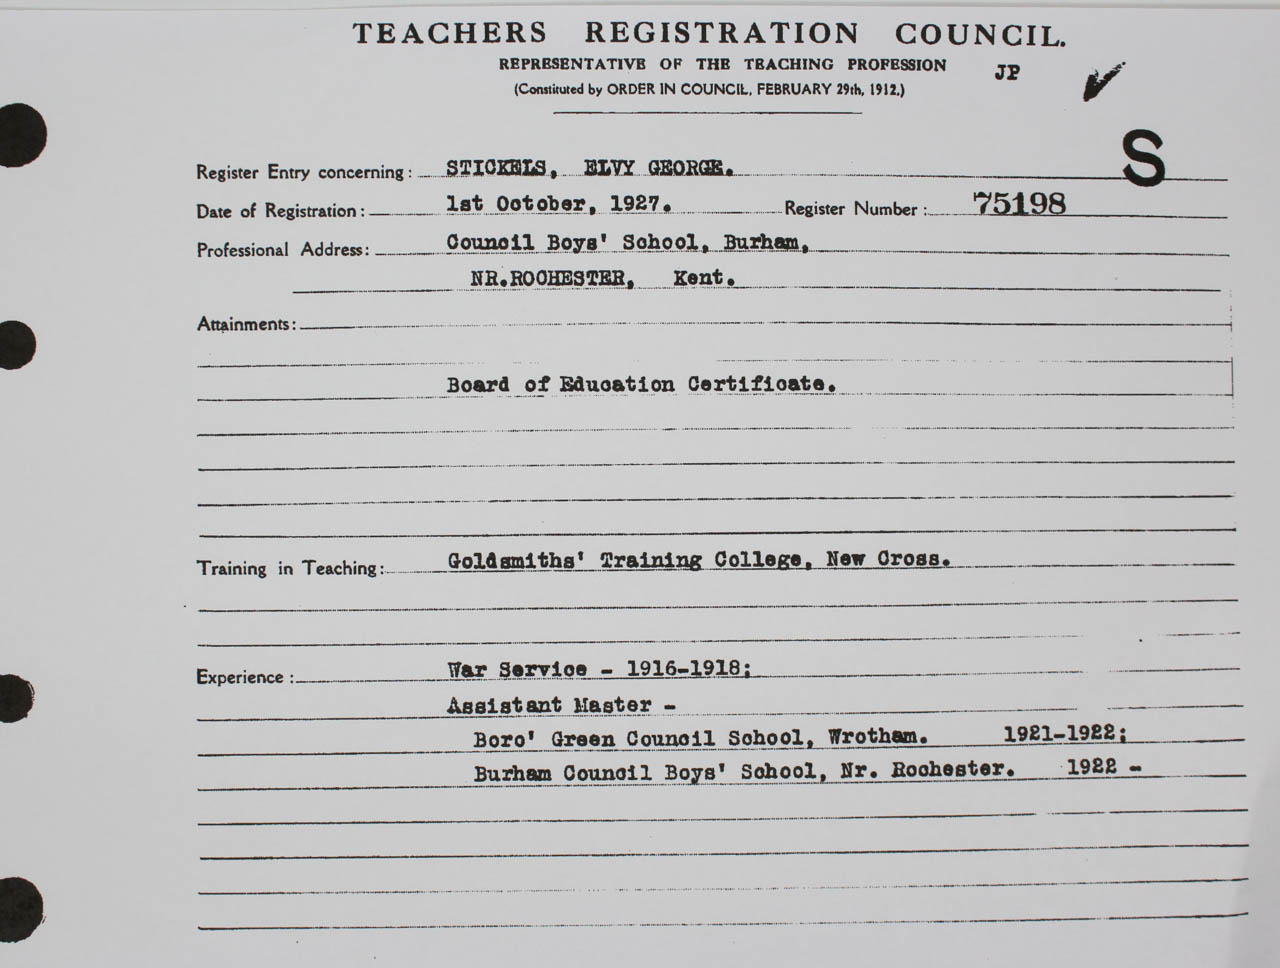 TEACHERS REGISTRATION COUNCIL.
REPRESENTATIVE OF THE TEACHING PROFESSION JP
(Constituted by ORDER IN COUNCIL, FEBRUARY 29th, 1912.)
S
Register Entry concerning: STICKELS, ELVY GEORGE.
Date of Registration: 1st October, 1927. Register Number: 75198
Professional Address: Council Boys' School, Burham,
NR.ROCHESTER, Kent.
Attainments:
Board of Education Certificate.
Training in Teaching: Goldsmiths' Training College, New Cross.
Experience: War Service - 1916-1918;
Assistant Master -
Boro' Green Council School, Wrotham. 1921-1922;
Burham Council Boys' School, Nr. Rochester. 1922 -